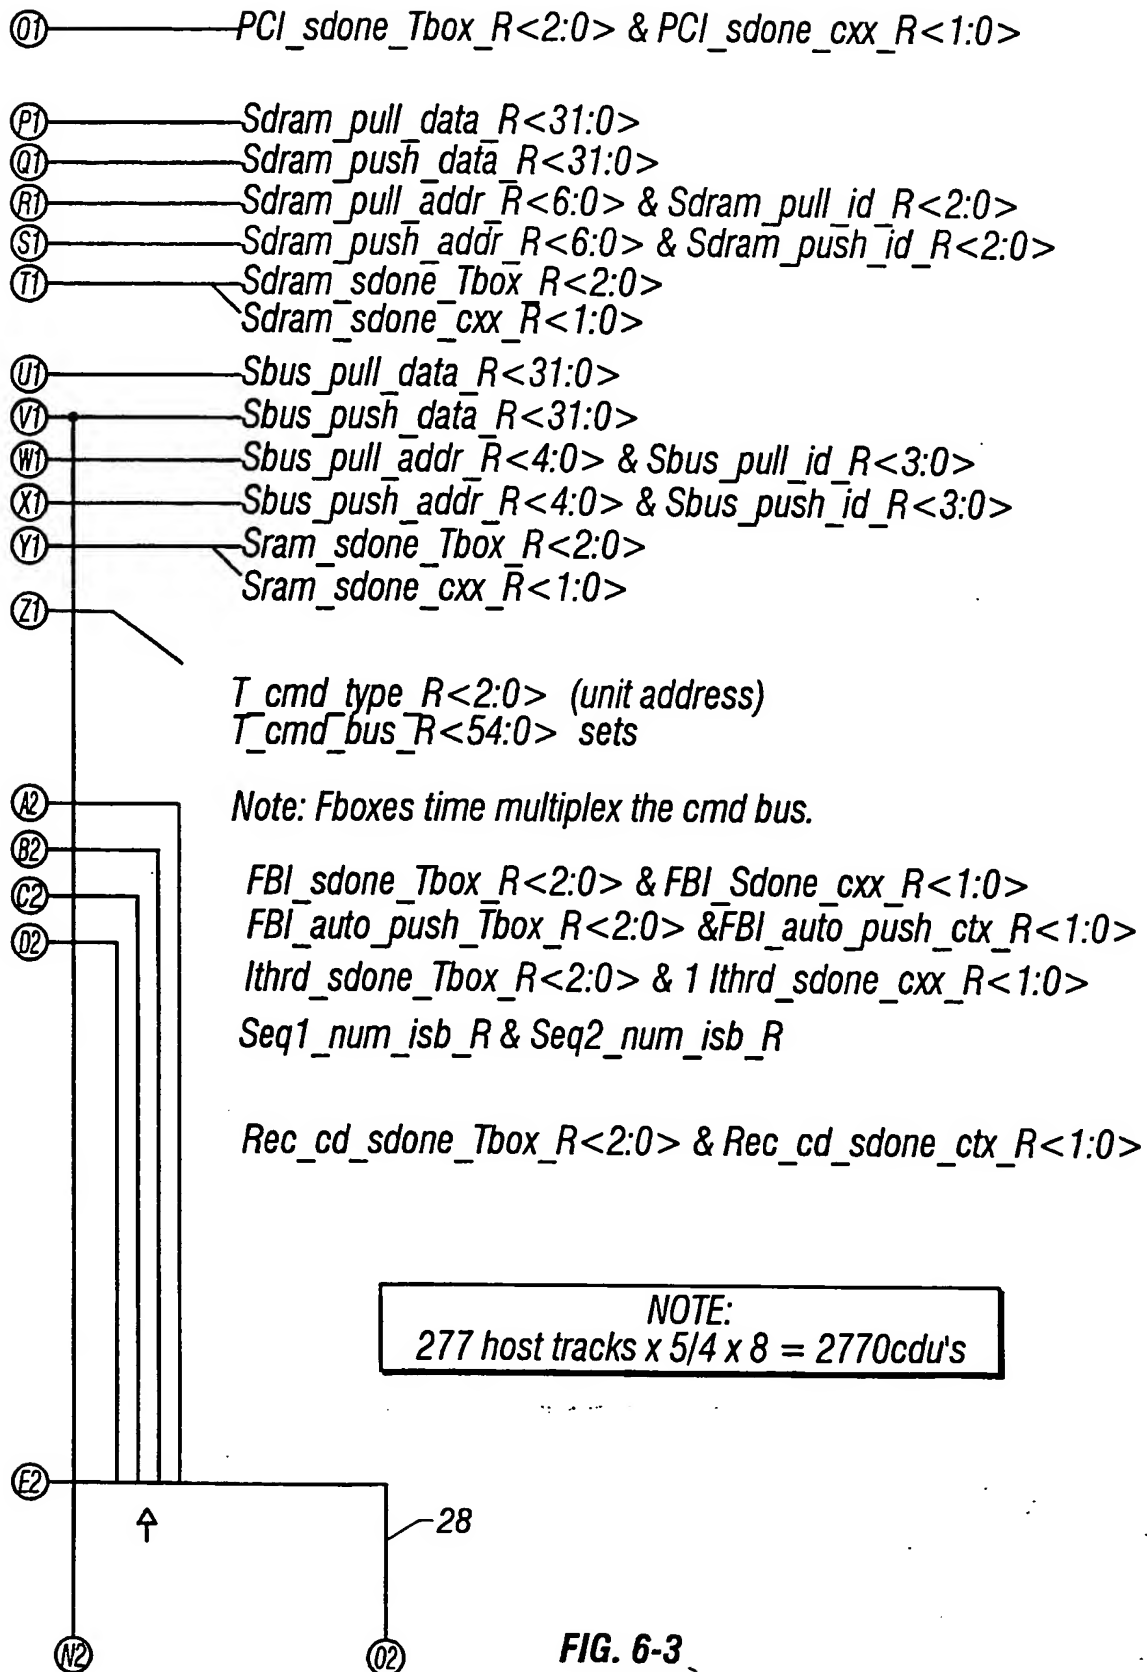 O1 PCI_sdone_Tbox_R<2:0> & PCI_sdone_cxx_R<1:0>
P1 Sdram_pull_data_R<31:0>
Q1 Sdram_push_data_R<31:0>
R1 Sdram_pull_addr_R<6:0> & Sdram_pull_id_R<2:0>
S1 Sdram_push_addr_R<6:0> & Sdram_push_id_R<2:0>
T1 Sdram_sdone_Tbox_R<2:0>
Sdram_sdone_cxx_R<1:0>
U1 Sbus_pull_data_R<31:0>
V1 Sbus_push_data_R<31:0>
W1 Sbus_pull_addr_R<4:0> & Sbus_pull_id_R<3:0>
X1 Sbus_push_addr_R<4:0> & Sbus_push_id_R<3:0>
Y1 Sram_sdone_Tbox_R<2:0>
Sram_sdone_cxx_R<1:0>
Z1
T_cmd_type_R<2:0> (unit address)
T_cmd_bus_R<54:0> sets
A2 Note: Fboxes time multiplex the cmd bus.
B2
FBI_sdone_Tbox_R<2:0> & FBI_Sdone_cxx_R<1:0>
C2
FBI_auto_push_Tbox_R<2:0> &FBI_auto_push_ctx_R<1:0>
D2
Ithrd_sdone_Tbox_R<2:0> & 1 Ithrd_sdone_cxx_R<1:0>
Seq1_num_isb_R & Seq2_num_isb_R
Rec_cd_sdone_Tbox_R<2:0> & Rec_cd_sdone_ctx_R<1:0>
NOTE:
277 host tracks x 5/4 x 8 = 2770cdu's
E2
28
N2 O2
FIG. 6-3